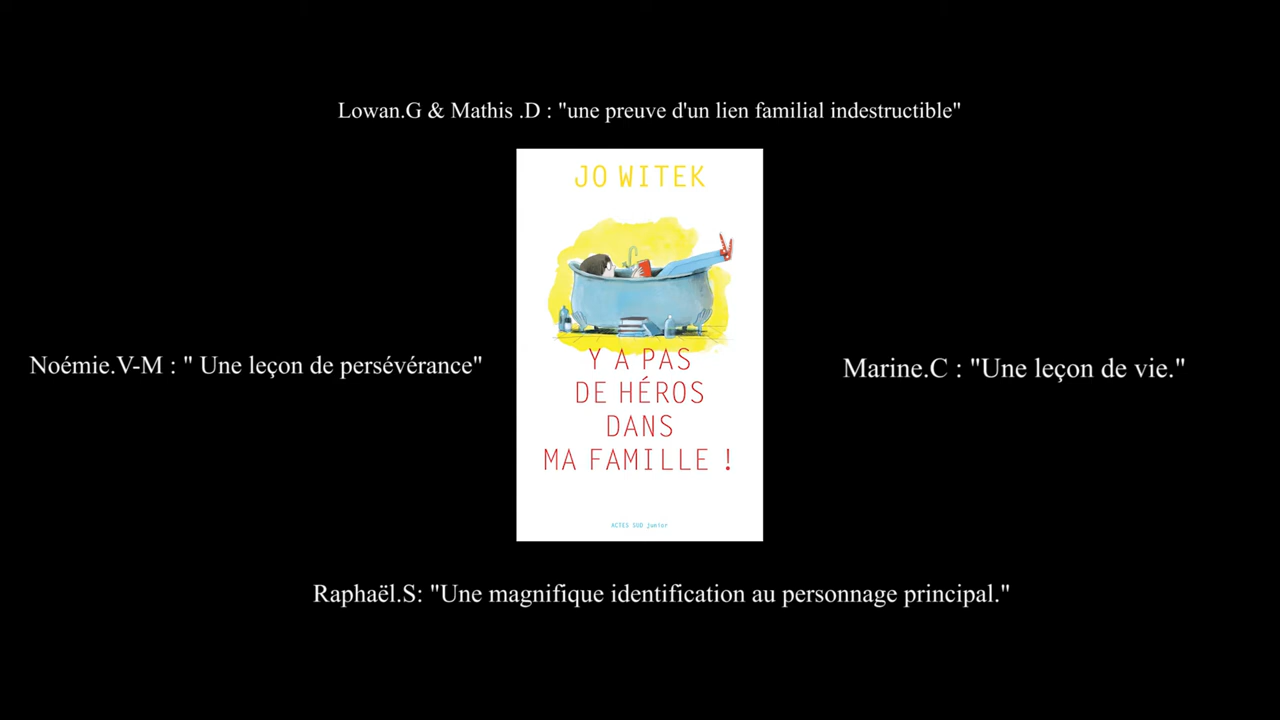 Lowan.G & Mathis .D : "une preuve d'un lien familial indestructible"
JO WITEK
Noémie.V-M : " Une leçon de persévérance"
Y A PAS
DE HÉROS
DANS
MA FAMILLE !
Marine.C : "Une leçon de vie."
ACTES SUD junior
Raphaël.S: "Une magnifique identification au personnage principal."